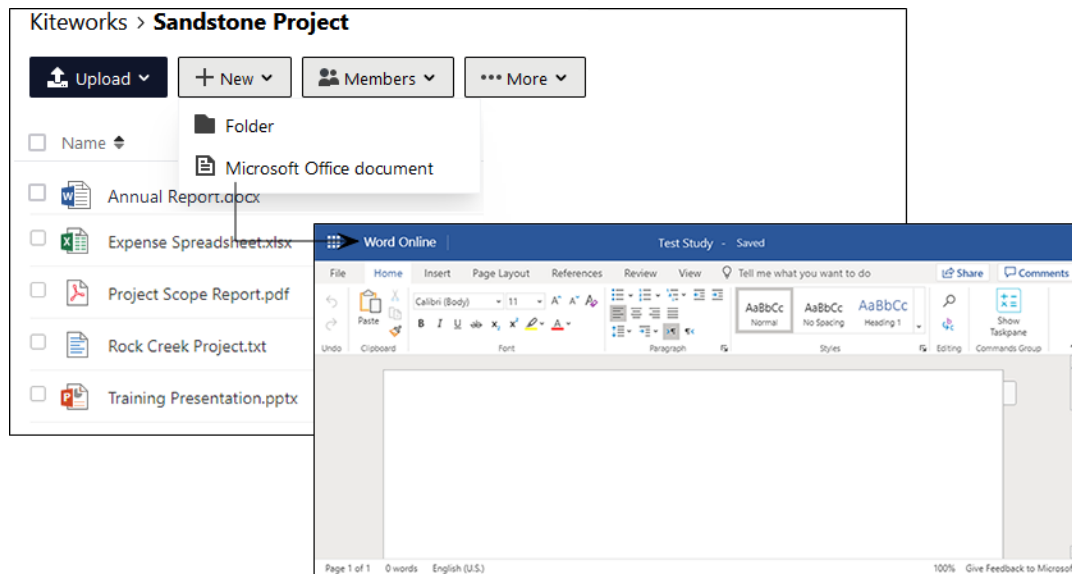 Kiteworks > Sandstone Project
Upload
New
Members
More
Folder
Microsoft Office document
Name
Annual Report.docx
Expense Spreadsheet.xlsx
Project Scope Report.pdf
Rock Creek Project.txt
Training Presentation.pptx
Word Online
Test Study - Saved
File Home Insert Page Layout References Review View Tell me what you want to do Share Comments
Paste
Calibri (Body) 11
B I U ab x₂ x²
AaBbCc AaBbCc AaBbCc
Normal No Spacing Heading 1
Show
Taskpane
Undo Clipboard Font Paragraph Styles Editing Commands Group
Page 1 of 1 0 words English (U.S.) 100% Give Feedback to Microsoft